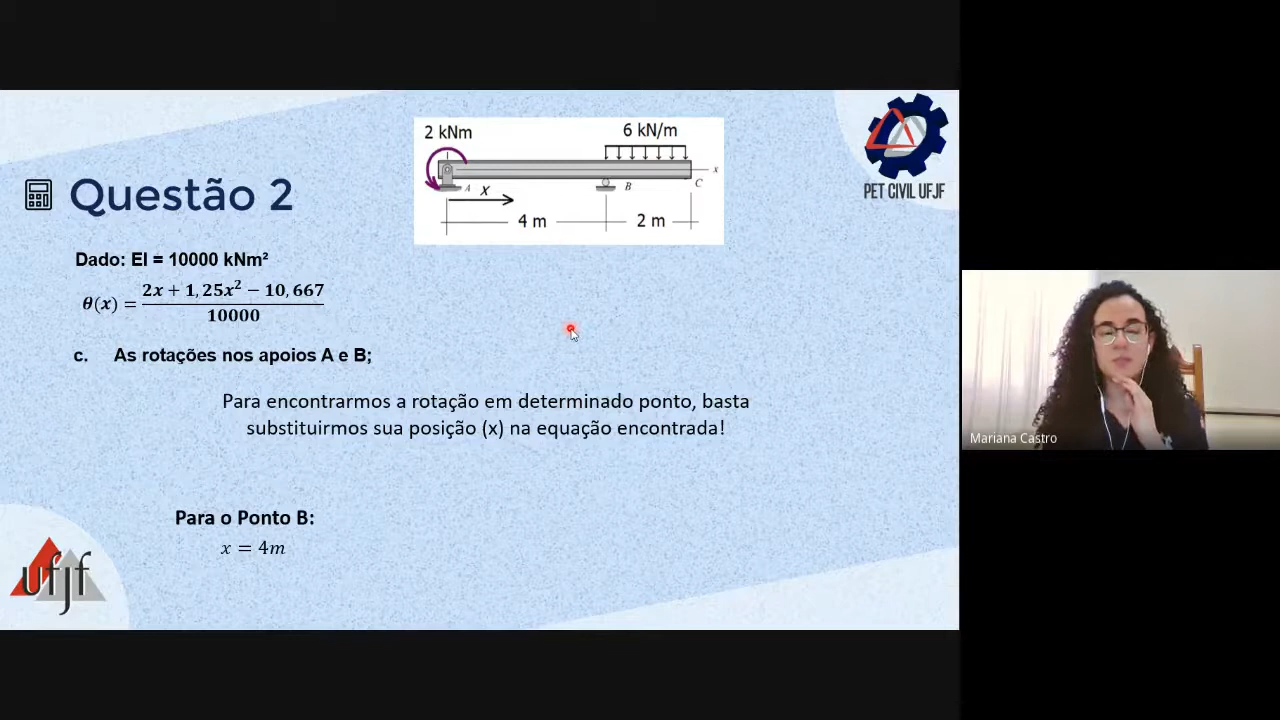 2 kNm
6 kN/m
x
A
X
B
C
4 m
2 m
PET CIVIL UFJF
Questão 2
Dado: EI = 10000 kNm²
θ(x) = (2x + 1,25x² − 10,667) / 10000
c. As rotações nos apoios A e B;
Para encontrarmos a rotação em determinado ponto, basta
substituirmos sua posição (x) na equação encontrada!
Para o Ponto B:
x = 4m
ufjf
Mariana Castro